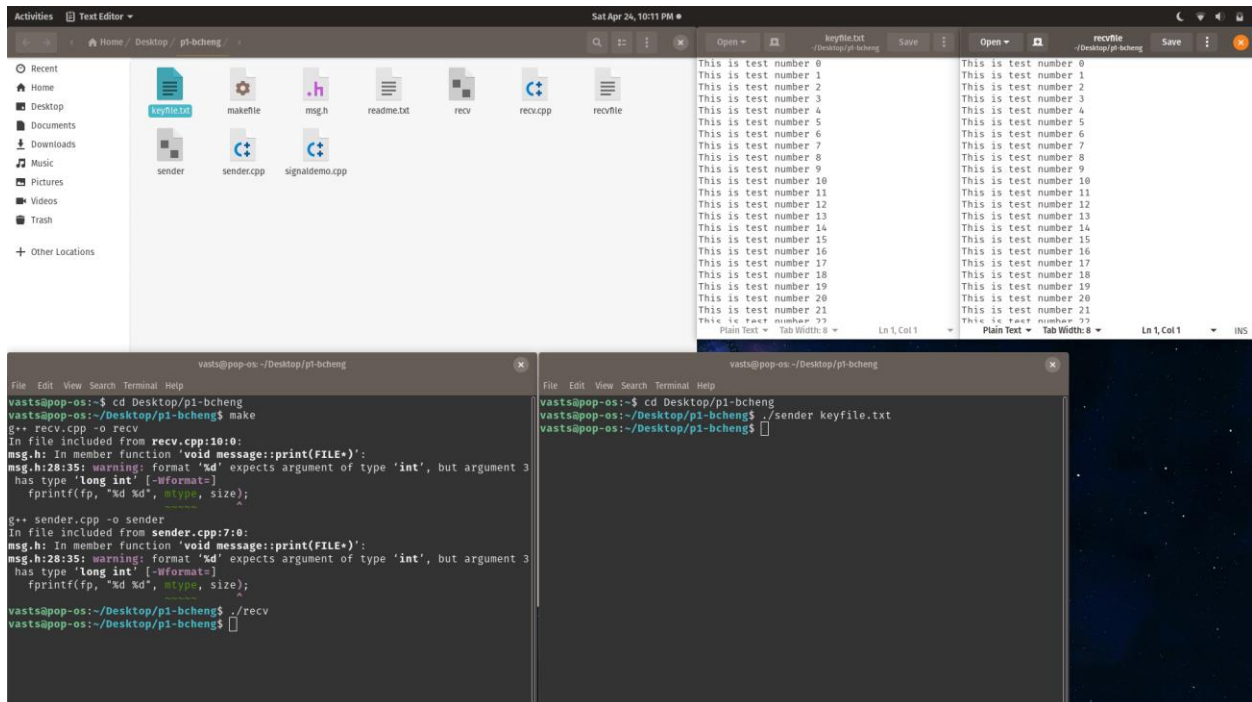 Activities Text Editor Sat Apr 24, 10:11 PM
Home / Desktop / p1-bcheng /
Recent
Home
Desktop
Documents
Downloads
Music
Pictures
Videos
Trash
+ Other Locations
keyfile.txt makefile msg.h readme.txt recv recv.cpp recvfile
sender sender.cpp signaldemo.cpp
Open keyfile.txt Save
~/Desktop/p1-bcheng
This is test number 0
This is test number 1
This is test number 2
This is test number 3
This is test number 4
This is test number 5
This is test number 6
This is test number 7
This is test number 8
This is test number 9
This is test number 10
This is test number 11
This is test number 12
This is test number 13
This is test number 14
This is test number 15
This is test number 16
This is test number 17
This is test number 18
This is test number 19
This is test number 20
This is test number 21
This is test number 22
Plain Text Tab Width: 8 Ln 1, Col 1
Open recvfile Save
~/Desktop/p1-bcheng
This is test number 0
This is test number 1
This is test number 2
This is test number 3
This is test number 4
This is test number 5
This is test number 6
This is test number 7
This is test number 8
This is test number 9
This is test number 10
This is test number 11
This is test number 12
This is test number 13
This is test number 14
This is test number 15
This is test number 16
This is test number 17
This is test number 18
This is test number 19
This is test number 20
This is test number 21
This is test number 22
Plain Text Tab Width: 8 Ln 1, Col 1 INS
vasts@pop-os: ~/Desktop/p1-bcheng
File Edit View Search Terminal Help
vasts@pop-os:~$ cd Desktop/p1-bcheng
vasts@pop-os:~/Desktop/p1-bcheng$ make
g++ recv.cpp -o recv
In file included from recv.cpp:10:0:
msg.h: In member function ‘void message::print(FILE*)’:
msg.h:28:35: warning: format ‘%d’ expects argument of type ‘int’, but argument 3
has type ‘long int’ [-Wformat=]
fprintf(fp, "%d %d", mtype, size);
~~~~~ ^
g++ sender.cpp -o sender
In file included from sender.cpp:7:0:
msg.h: In member function ‘void message::print(FILE*)’:
msg.h:28:35: warning: format ‘%d’ expects argument of type ‘int’, but argument 3
has type ‘long int’ [-Wformat=]
fprintf(fp, "%d %d", mtype, size);
~~~~~ ^
vasts@pop-os:~/Desktop/p1-bcheng$ ./recv
vasts@pop-os:~/Desktop/p1-bcheng$
vasts@pop-os: ~/Desktop/p1-bcheng
File Edit View Search Terminal Help
vasts@pop-os:~$ cd Desktop/p1-bcheng
vasts@pop-os:~/Desktop/p1-bcheng$ ./sender keyfile.txt
vasts@pop-os:~/Desktop/p1-bcheng$